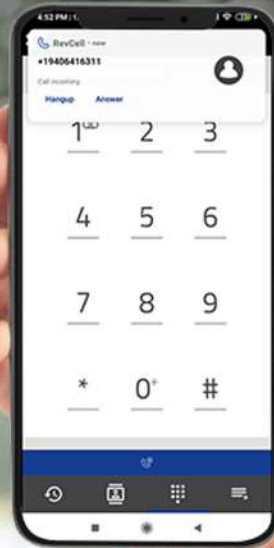 4:52 PM | 1.
RevCell • now
+19406416311
Call incoming
Hangup Answer
1 2 3
4 5 6
7 8 9
* 0+ #